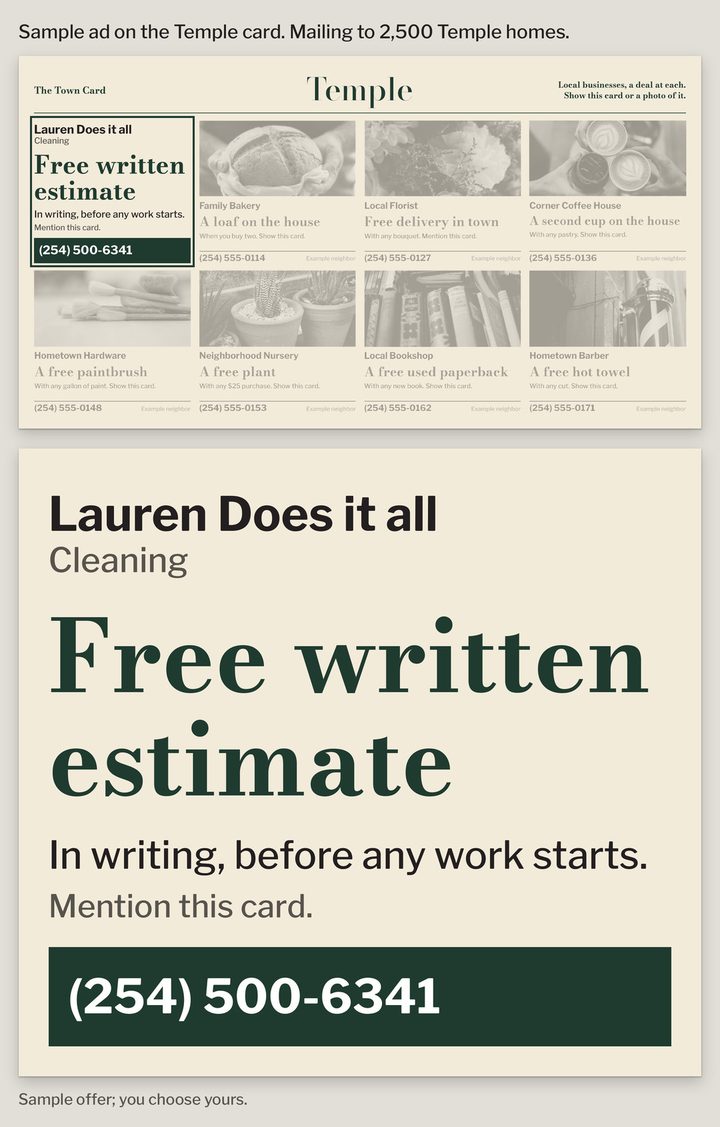 Sample ad on the Temple card. Mailing to 2,500 Temple homes.
The Town Card
Temple
Local businesses, a deal at each.
Show this card or a photo of it.
Lauren Does it all
Cleaning
Free written
estimate
In writing, before any work starts.
Mention this card.
(254) 500-6341
Family Bakery
A loaf on the house
When you buy two. Show this card.
(254) 555-0114
Example neighbor
Local Florist
Free delivery in town
With any bouquet. Mention this card.
(254) 555-0127
Example neighbor
Corner Coffee House
A second cup on the house
With any pastry. Show this card.
(254) 555-0136
Example neighbor
Hometown Hardware
A free paintbrush
With any gallon of paint. Show this card.
(254) 555-0148
Example neighbor
Neighborhood Nursery
A free plant
With any $25 purchase. Show this card.
(254) 555-0153
Example neighbor
Local Bookshop
A free used paperback
With any new book. Show this card.
(254) 555-0162
Example neighbor
Hometown Barber
A free hot towel
With any cut. Show this card.
(254) 555-0171
Example neighbor
Lauren Does it all
Cleaning
Free written
estimate
In writing, before any work starts.
Mention this card.
(254) 500-6341
Sample offer; you choose yours.